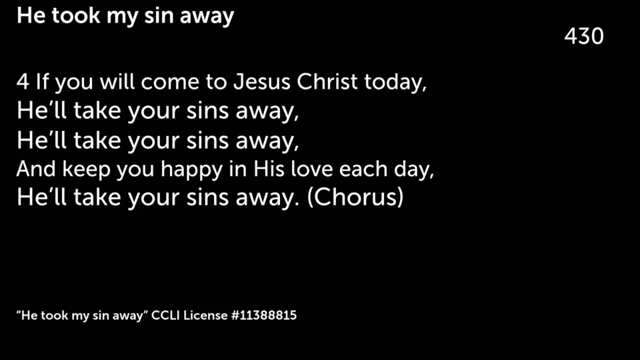 He took my sin away
430
4 If you will come to Jesus Christ today,
He’ll take your sins away,
He’ll take your sins away,
And keep you happy in His love each day,
He’ll take your sins away. (Chorus)
“He took my sin away” CCLI License #11388815